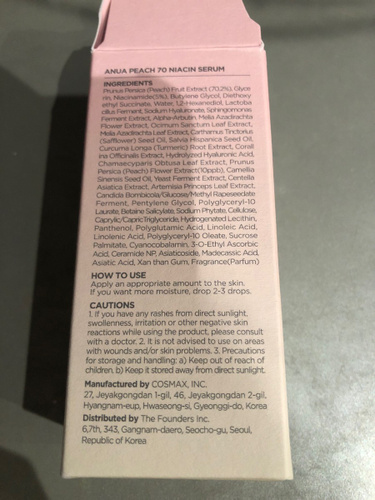 ANUA PEACH 70 NIACIN SERUM
INGREDIENTS
Prunus Persica (Peach) Fruit Extract (70.2%), Glyce
rin, Niacinamide(5%), Butylene Glycol, Diethoxy
ethyl Succinate, Water, 1,2-Hexanediol, Lactoba
cillus Ferment, Sodium Hyaluronate, Sphingomonas
Ferment Extract, Alpha-Arbutin, Melia Azadirachta
Flower Extract, Ocimum Sanctum Leaf Extract,
Melia Azadirachta Leaf Extract, Carthamus Tinctorius
(Safflower) Seed Oil, Salvia Hispanica Seed Oil,
Curcuma Longa (Turmeric) Root Extract, Corall
ina Officinalis Extract, Hydrolyzed Hyaluronic Acid,
Chamaecyparis Obtusa Leaf Extract, Prunus
Persica (Peach) Flower Extract(10ppb), Camellia
Sinensis Seed Oil, Yeast Ferment Extract, Centella
Asiatica Extract, Artemisia Princeps Leaf Extract,
Candida Bombicola/Glucose/Methyl Rapeseedate
Ferment, Pentylene Glycol, Polyglyceryl-10
Laurate, Betaine Salicylate, Sodium Phytate, Cellulose,
Caprylic/Capric Triglyceride, Hydrogenated Lecithin,
Panthenol, Polyglutamic Acid, Linoleic Acid,
Linolenic Acid, Polyglyceryl-10 Oleate, Sucrose
Palmitate, Cyanocobalamin, 3-O-Ethyl Ascorbic
Acid, Ceramide NP, Asiaticoside, Madecassic Acid,
Asiatic Acid, Xan than Gum, Fragrance(Parfum)
HOW TO USE
Apply an appropriate amount to the skin.
If you want more moisture, drop 2-3 drops.
CAUTIONS
1. If you have any rashes from direct sunlight,
swollenness, irritation or other negative skin
reactions while using the product, please consult
with a doctor. 2. It is not advised to use on areas
with wounds and/or skin problems. 3. Precautions
for storage and handling: a) Keep out of reach of
children, b) Keep it stored away from direct sunlight.
Manufactured by COSMAX, INC.
27, Jeyakgongdan 1-gil, 46, Jeyakgongdan 2-gil,
Hyangnam-eup, Hwaseong-si, Gyeonggi-do, Korea
Distributed by The Founders Inc.
6,7th, 343, Gangnam-daero, Seocho-gu, Seoul,
Republic of Korea